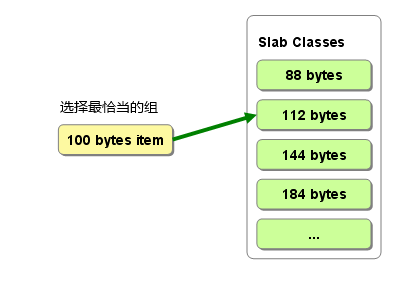 Slab Classes
88 bytes
选择最恰当的组
100 bytes item
112 bytes
144 bytes
184 bytes
...